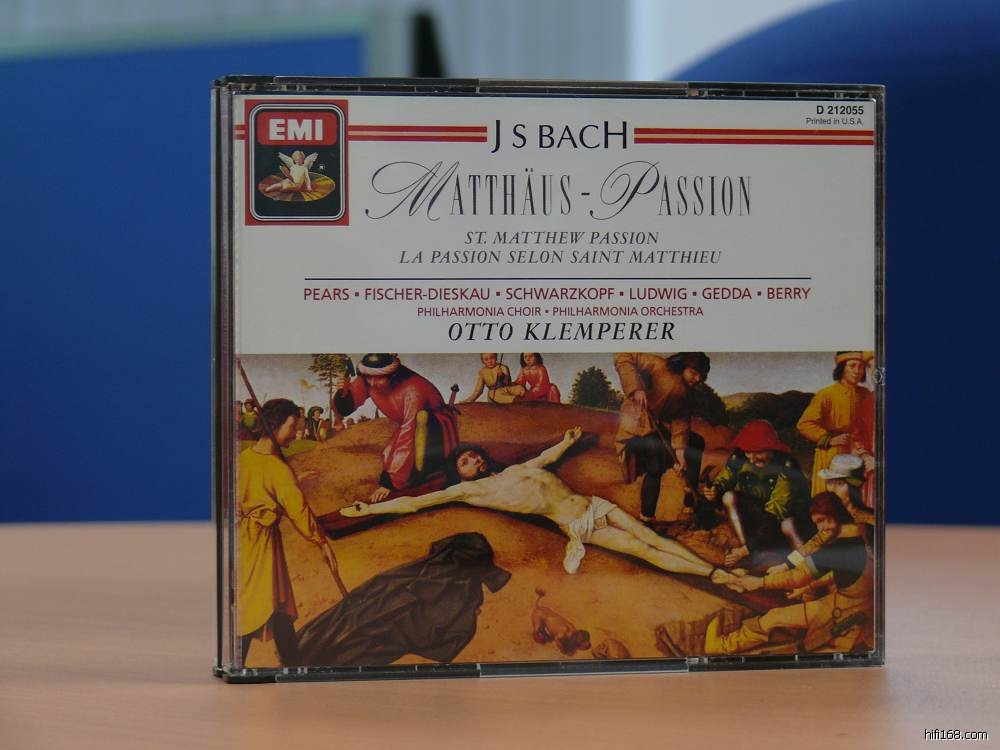 D 212055
Printed in U.S.A.
EMI
J S BACH
MATTHÄUS - PASSION
ST. MATTHEW PASSION
LA PASSION SELON SAINT MATTHIEU
PEARS ▪ FISCHER-DIESKAU ▪ SCHWARZKOPF ▪ LUDWIG ▪ GEDDA ▪ BERRY
PHILHARMONIA CHOIR ▪ PHILHARMONIA ORCHESTRA
OTTO KLEMPERER
hifi168.com